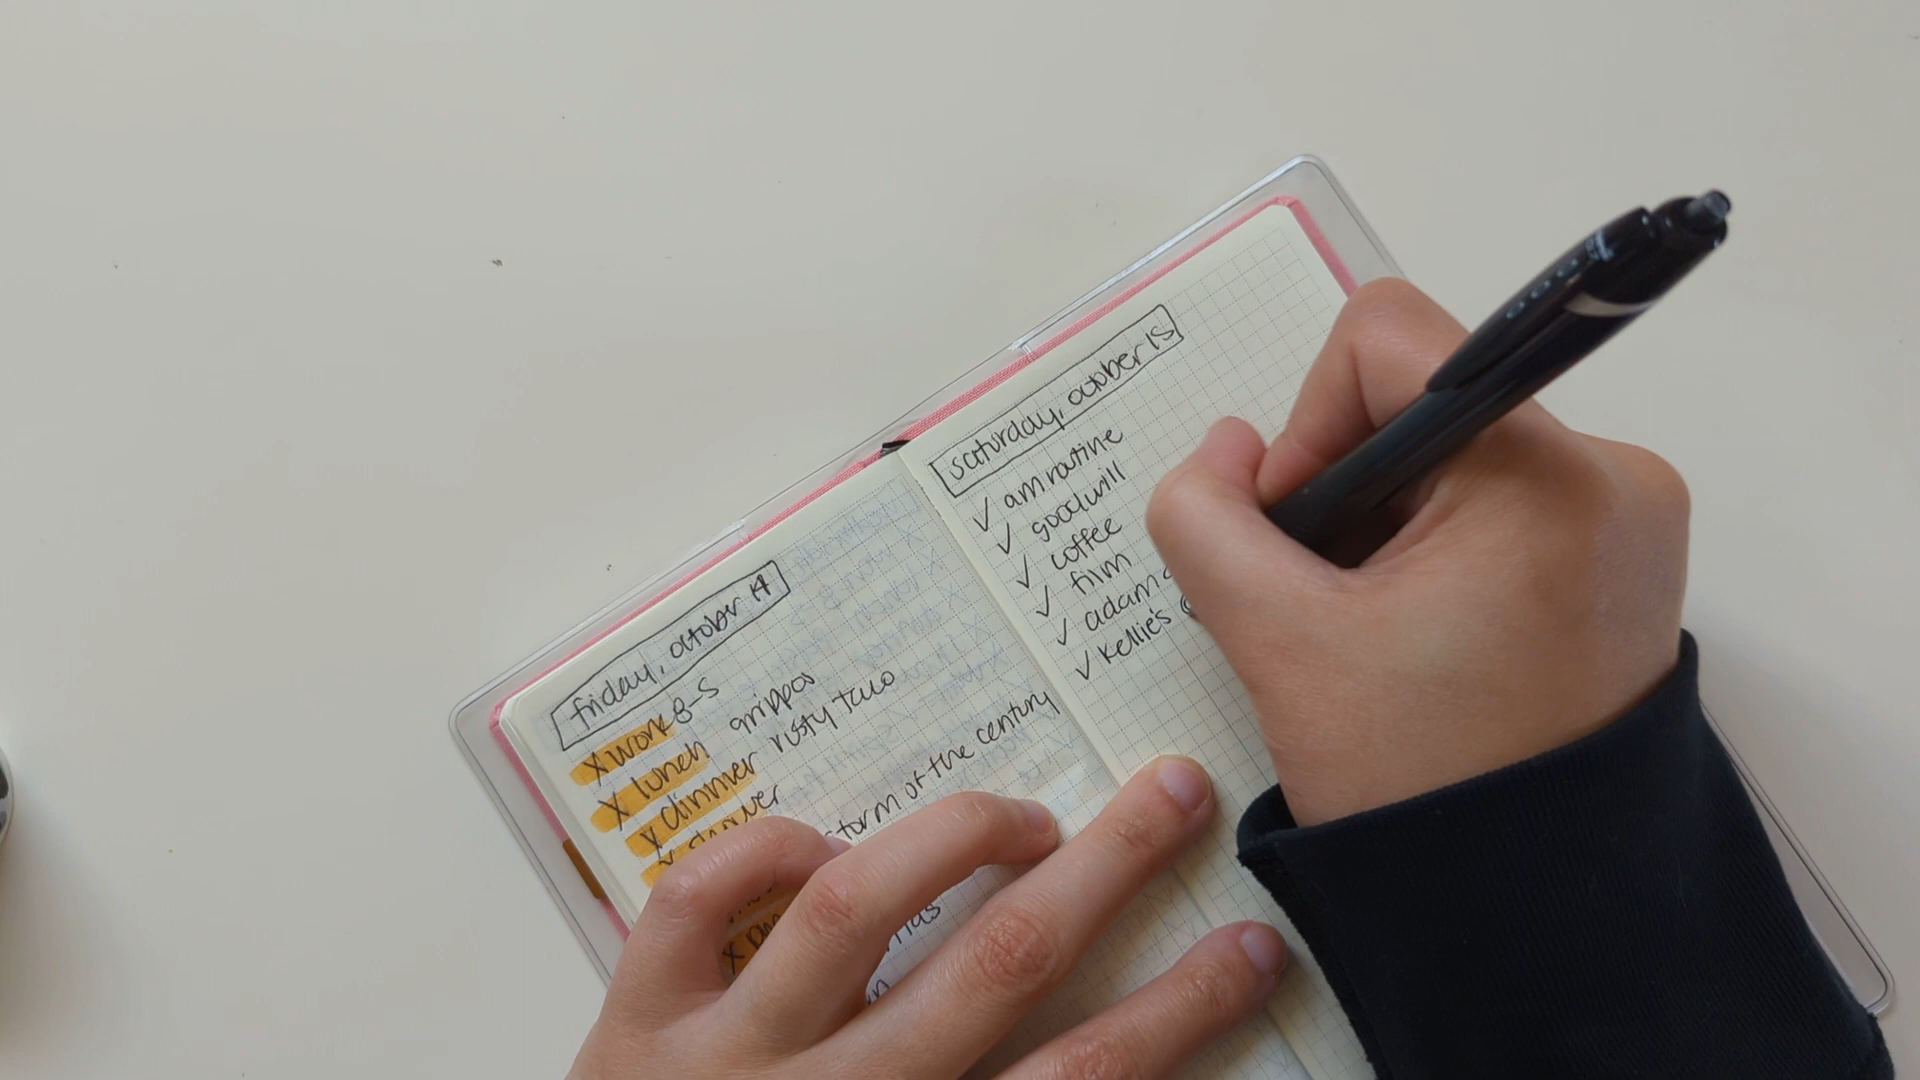 friday, october 14
X work 8-5
X lunch grippos
X dinner rusty taco
X shower
storm of the century
saturday, october 15
✓ am routine
✓ goodwill
✓ coffee
✓ film
✓ adam
✓ kellie's @